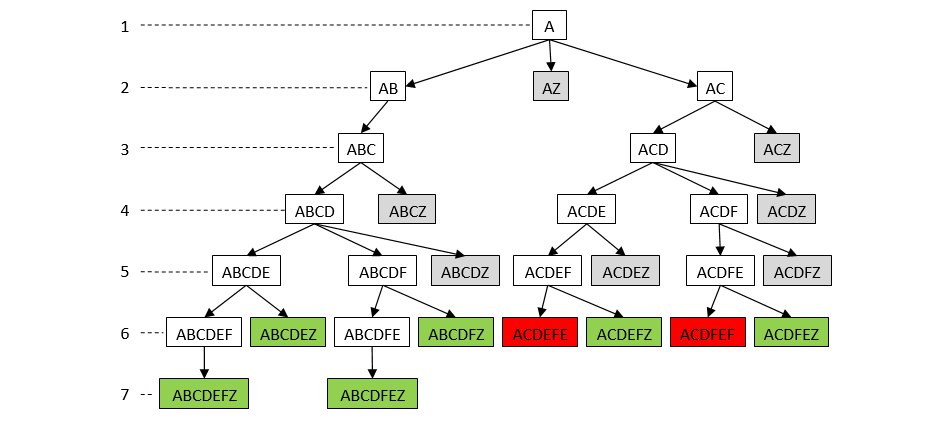 1 A
2 AB AZ AC
3 ABC ACD ACZ
4 ABCD ABCZ ACDE ACDF ACDZ
5 ABCDE ABCDF ABCDZ ACDEF ACDEZ ACDFE ACDFZ
6 ABCDEF ABCDEZ ABCDFE ABCDFZ ACDEFE ACDEFZ ACDFEF ACDFEZ
7 ABCDEFZ ABCDFEZ